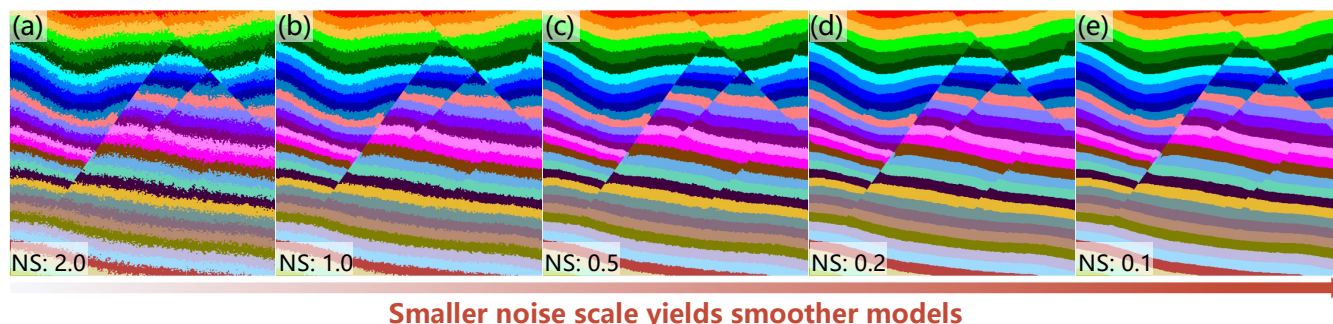 (a) (b) (c) (d) (e)
NS: 2.0 NS: 1.0 NS: 0.5 NS: 0.2 NS: 0.1
Smaller noise scale yields smoother models